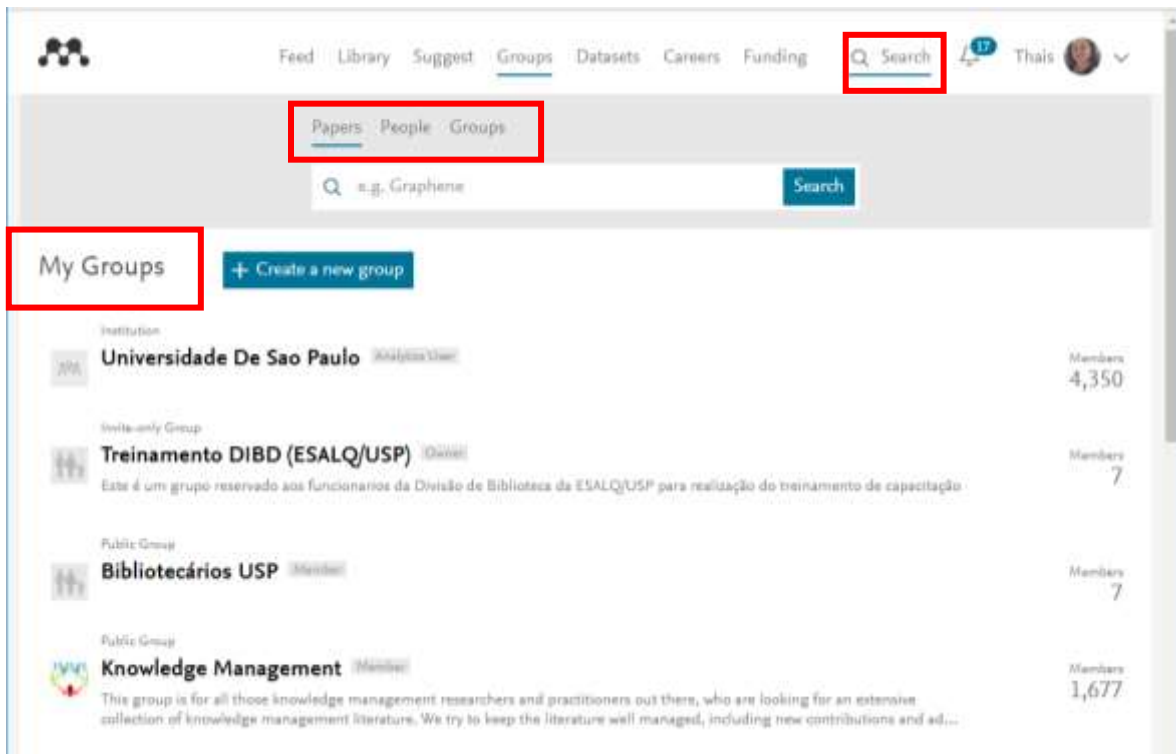 Feed Library Suggest Groups Datasets Careers Funding Search 17 Thais
Papers People Groups
e.g. Graphene Search
My Groups + Create a new group
Institution
Universidade De Sao Paulo Analytics User
Members
4,350
Invite-only Group
Treinamento DIBD (ESALQ/USP) Owner
Members
7
Este é um grupo reservado aos funcionarios da Divisão de Biblioteca da ESALQ/USP para realização do treinamento de capacitação
Public Group
Bibliotecários USP Member
Members
7
Public Group
Knowledge Management Member
Members
1,677
This group is for all those knowledge management researchers and practitioners out there, who are looking for an extensive
collection of knowledge management literature. We try to keep the literature well managed, including new contributions and ad...